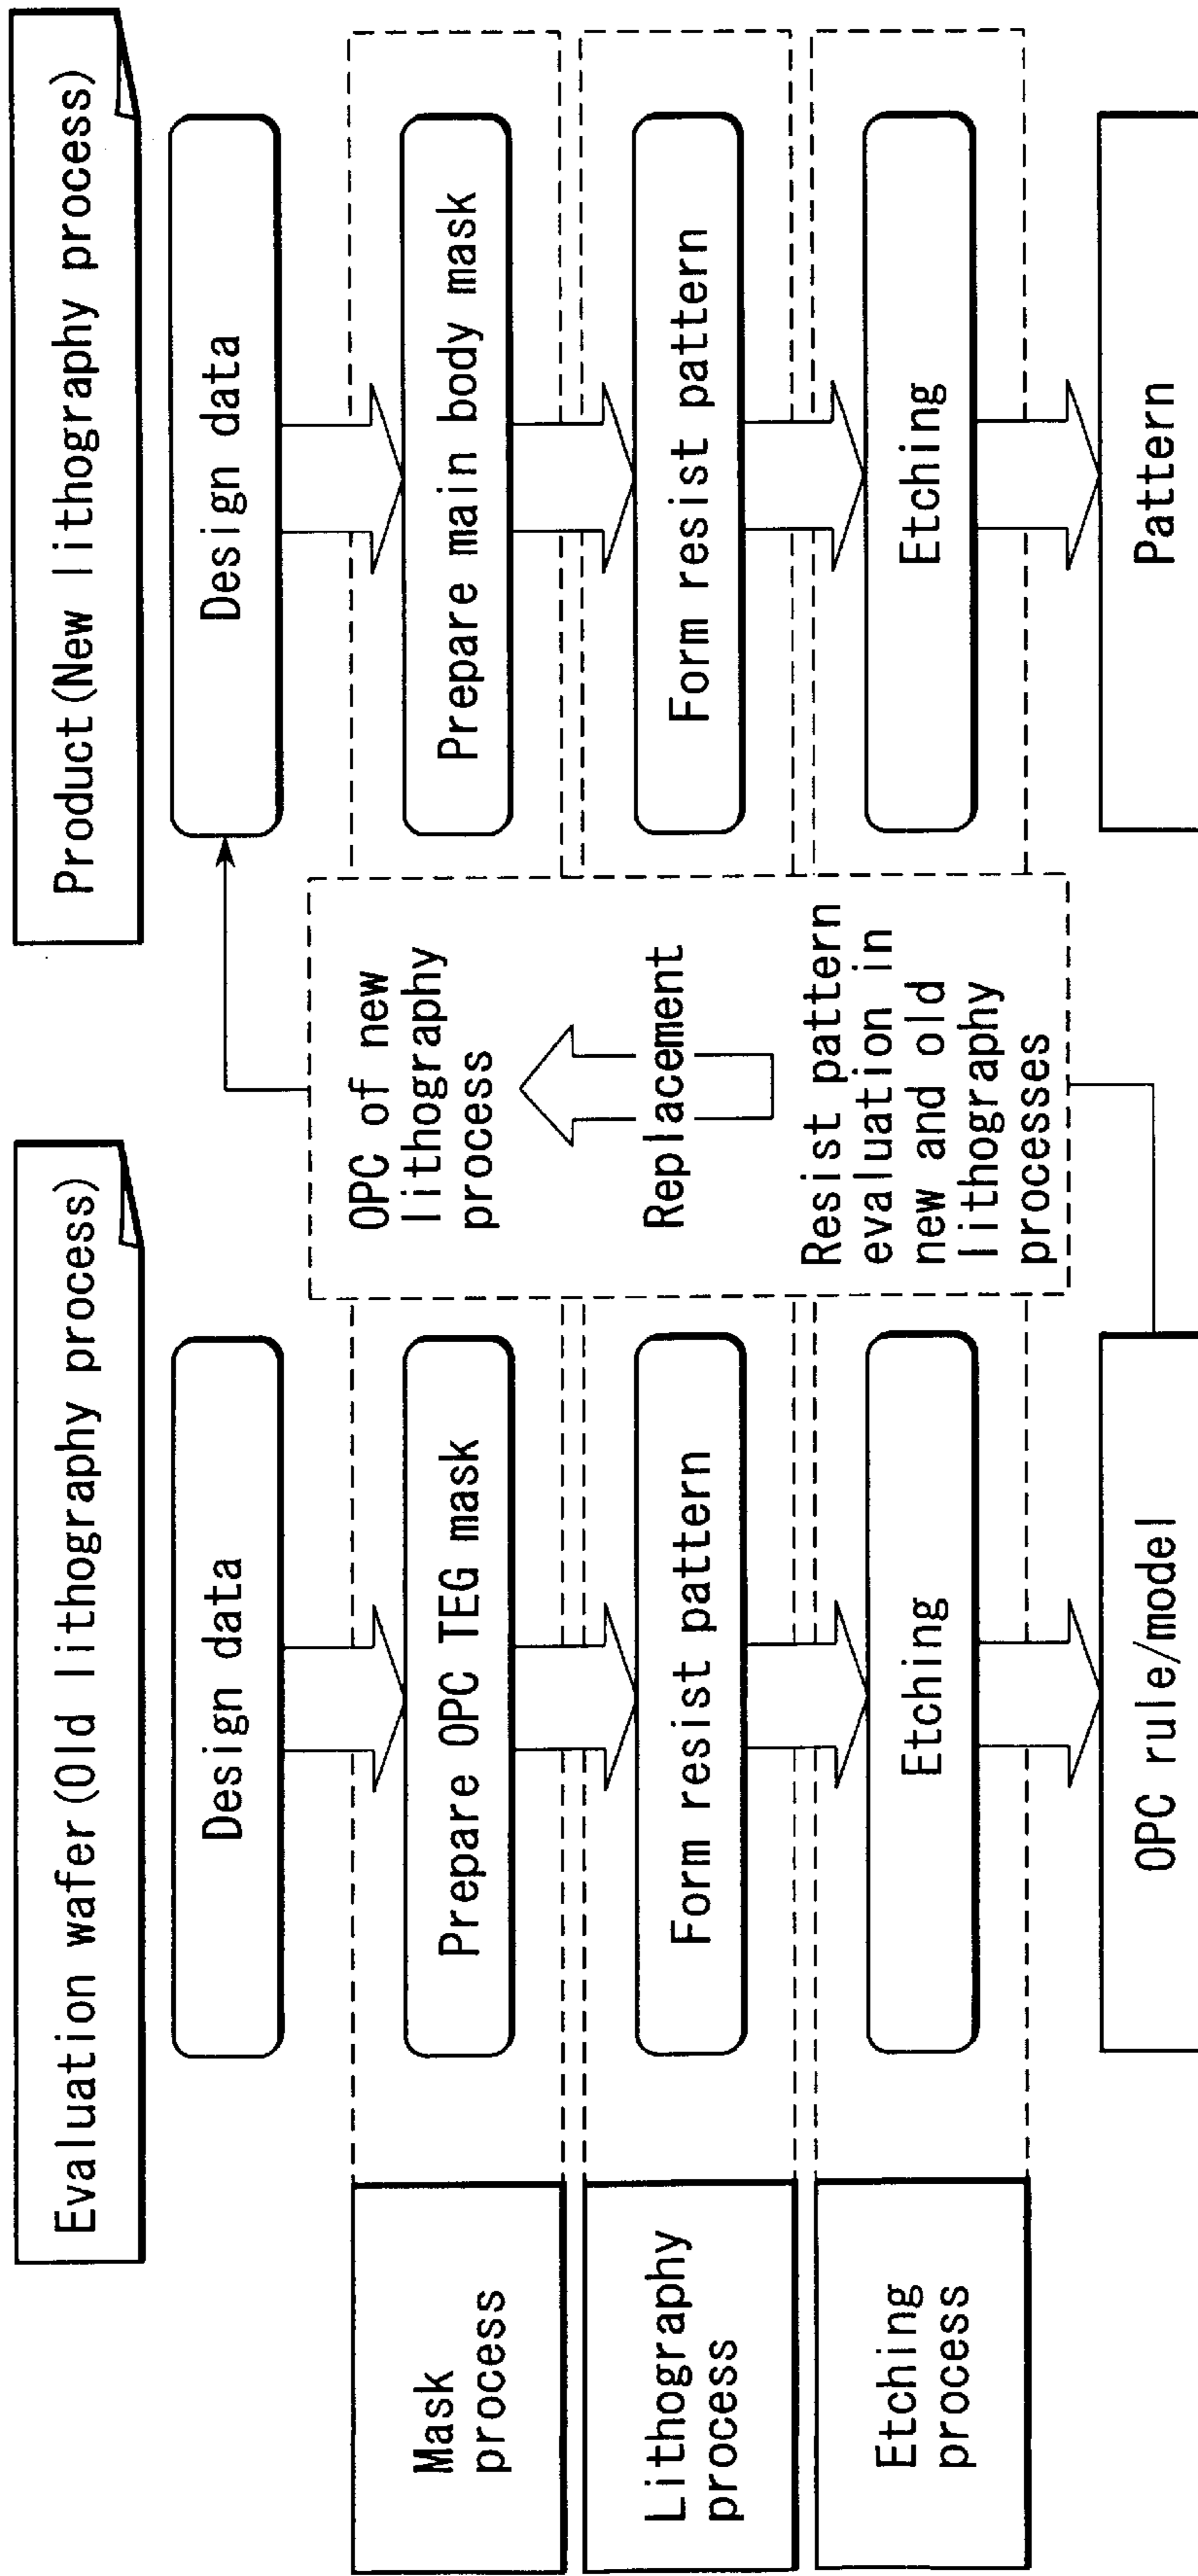 Evaluation wafer(Old lithography process)
Product(New lithography process)
Design data
Design data
Mask
process
Prepare OPC TEG mask
OPC of new
lithography
process
Prepare main body mask
Lithography
process
Form resist pattern
Replacement
Form resist pattern
Etching
process
Etching
Resist pattern
evaluation in
new and old
lithography
processes
Etching
OPC rule/model
Pattern